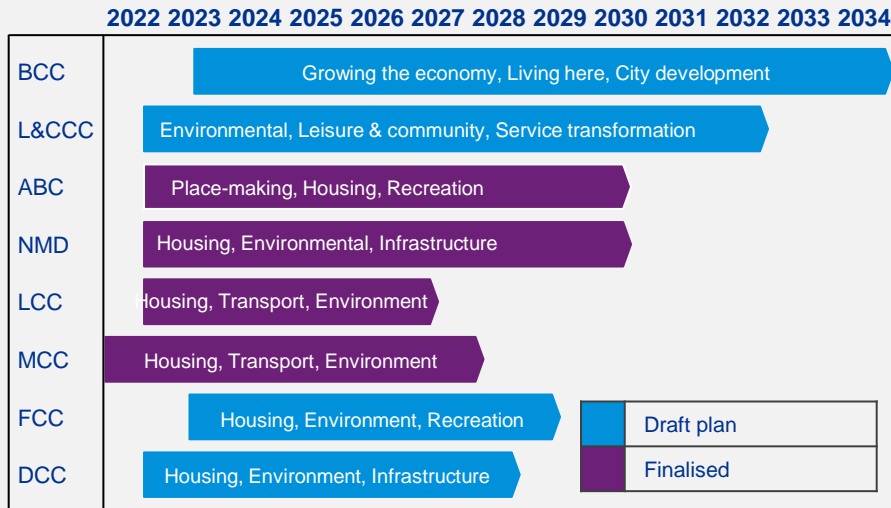 2022 2023 2024 2025 2026 2027 2028 2029 2030 2031 2032 2033 2034
BCC Growing the economy, Living here, City development
L&CCC Environmental, Leisure & community, Service transformation
ABC Place-making, Housing, Recreation
NMD Housing, Environmental, Infrastructure
LCC Housing, Transport, Environment
MCC Housing, Transport, Environment
FCC Housing, Environment, Recreation
DCC Housing, Environment, Infrastructure
Draft plan
Finalised